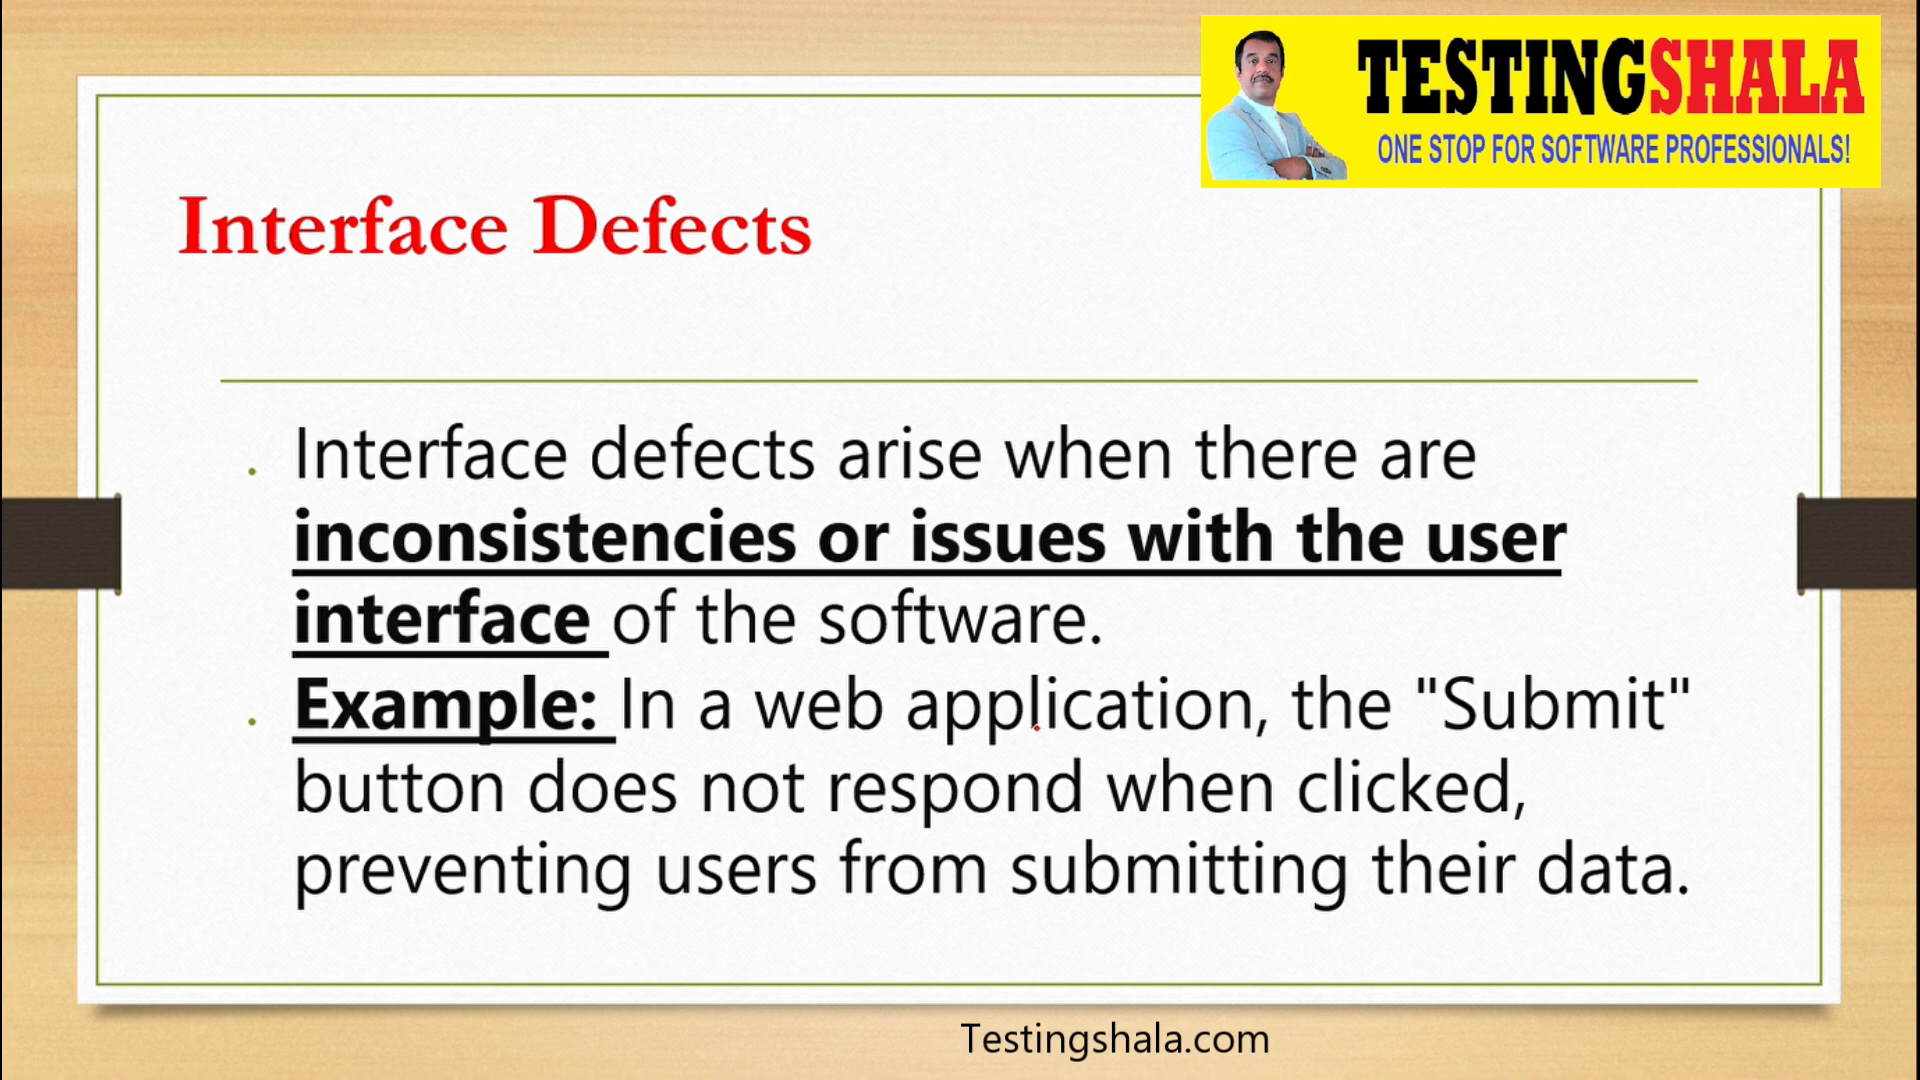 TESTINGSHALA
ONE STOP FOR SOFTWARE PROFESSIONALS!
Interface Defects
Interface defects arise when there are
inconsistencies or issues with the user
interface of the software.
Example: In a web application, the "Submit"
button does not respond when clicked,
preventing users from submitting their data.
Testingshala.com